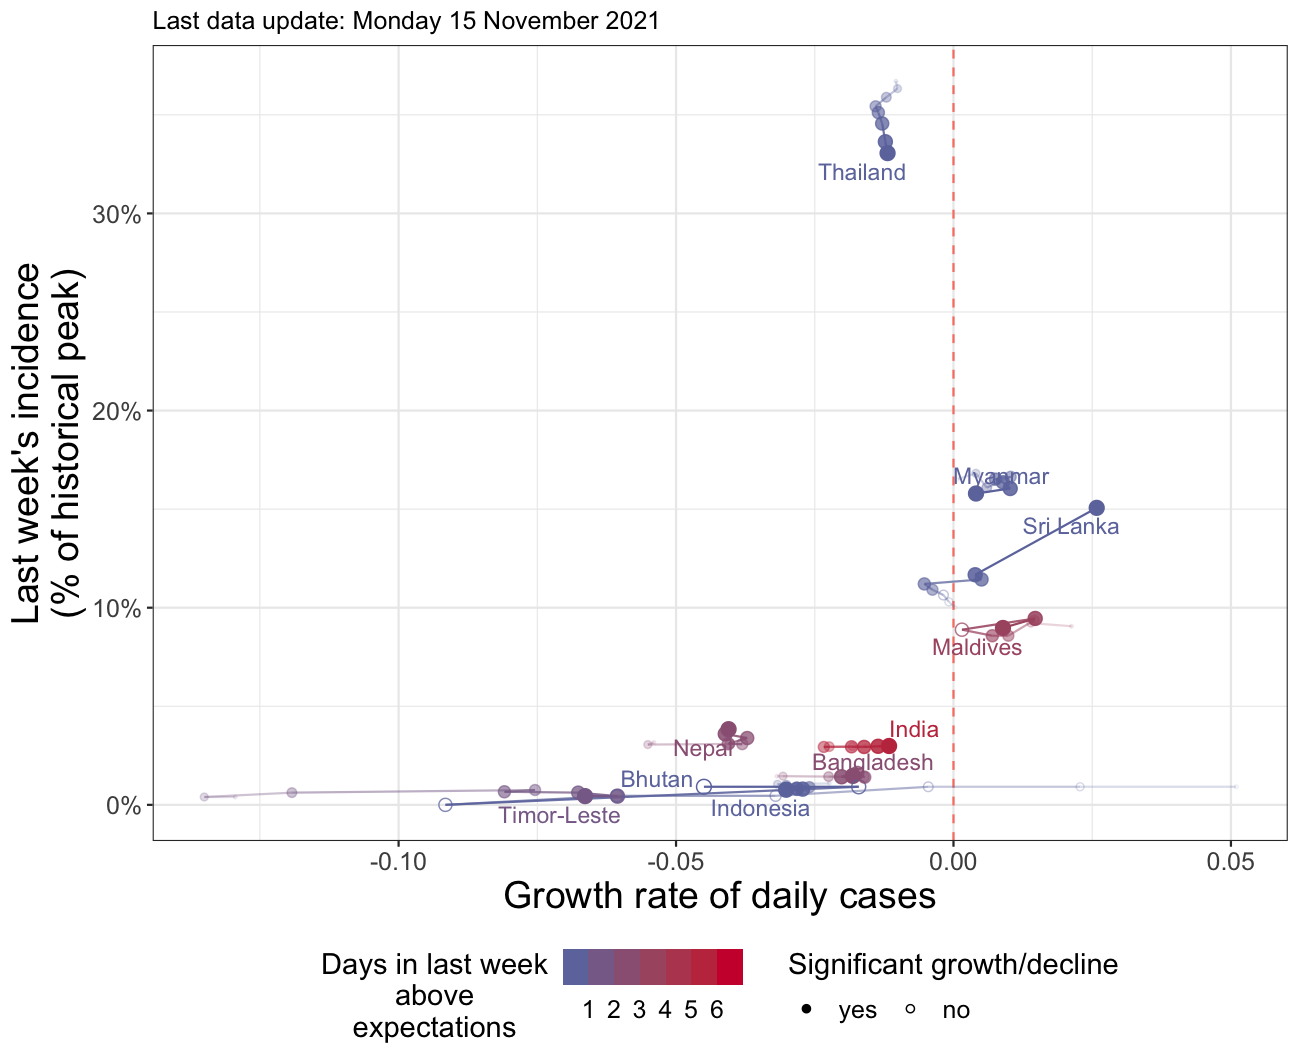 Last data update: Monday 15 November 2021
Last week's incidence
(% of historical peak)
30%
20%
10%
0%
Thailand
Myanmar
Sri Lanka
Maldives
India
Nepal
Bangladesh
Bhutan
Indonesia
Timor-Leste
-0.10
-0.05
0.00
0.05
Growth rate of daily cases
Days in last week
above
expectations
1 2 3 4 5 6
Significant growth/decline
yes
no